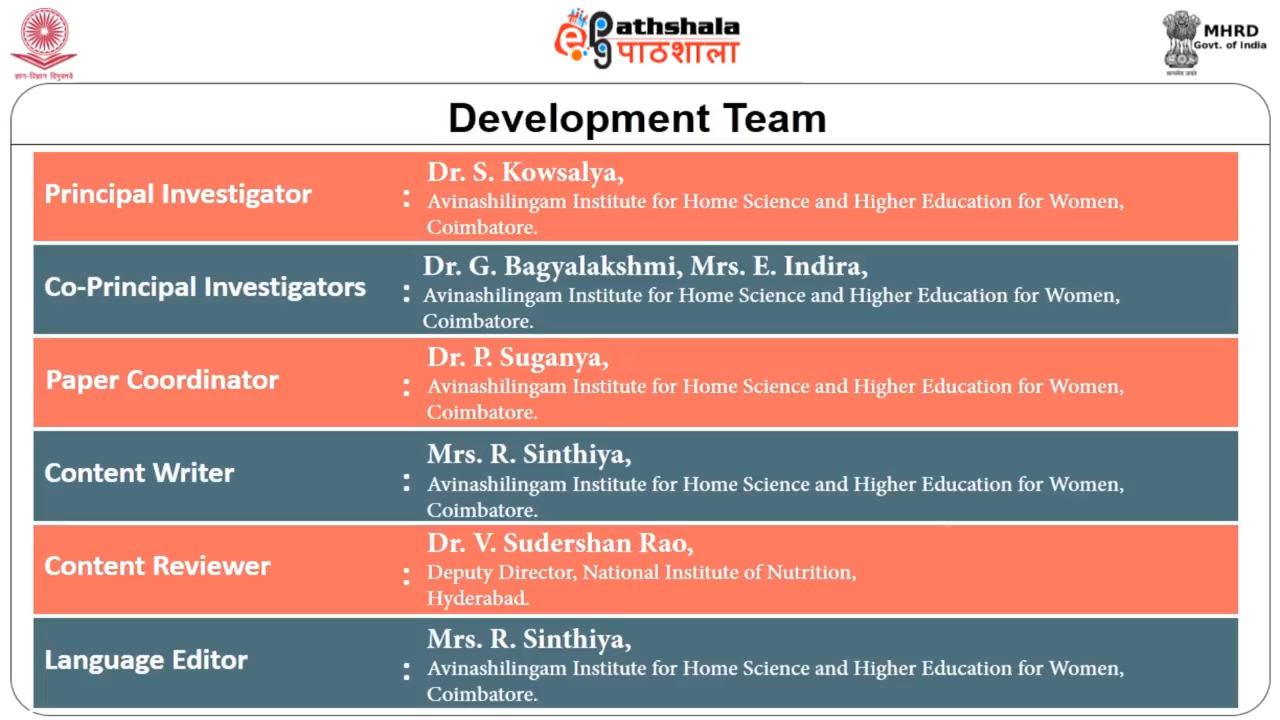 ज्ञान-विज्ञान विमुक्तये
ePathshala
पाठशाला
MHRD
Govt. of India
सत्यमेव जयते
Development Team
Principal Investigator : Dr. S. Kowsalya,
Avinashilingam Institute for Home Science and Higher Education for Women,
Coimbatore.
Co-Principal Investigators : Dr. G. Bagyalakshmi, Mrs. E. Indira,
Avinashilingam Institute for Home Science and Higher Education for Women,
Coimbatore.
Paper Coordinator : Dr. P. Suganya,
Avinashilingam Institute for Home Science and Higher Education for Women,
Coimbatore.
Content Writer : Mrs. R. Sinthiya,
Avinashilingam Institute for Home Science and Higher Education for Women,
Coimbatore.
Content Reviewer : Dr. V. Sudershan Rao,
Deputy Director, National Institute of Nutrition,
Hyderabad.
Language Editor : Mrs. R. Sinthiya,
Avinashilingam Institute for Home Science and Higher Education for Women,
Coimbatore.